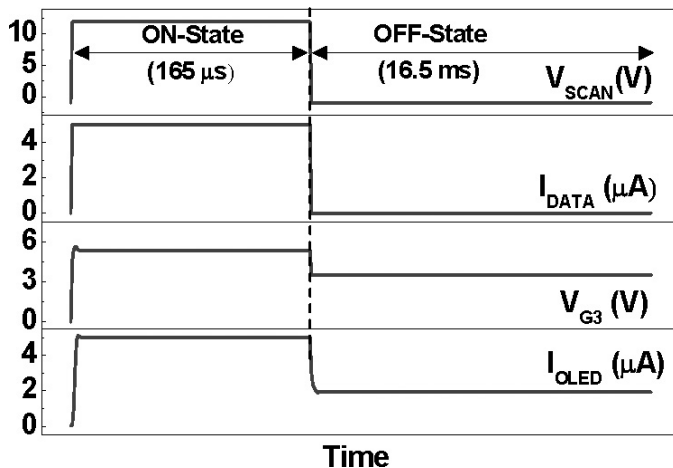 10
5
0
ON-State
(165 μs)
OFF-State
(16.5 ms)
V_SCAN (V)
4
2
0
I_DATA (μA)
6
3
0
V_G3 (V)
4
2
0
I_OLED (μA)
Time